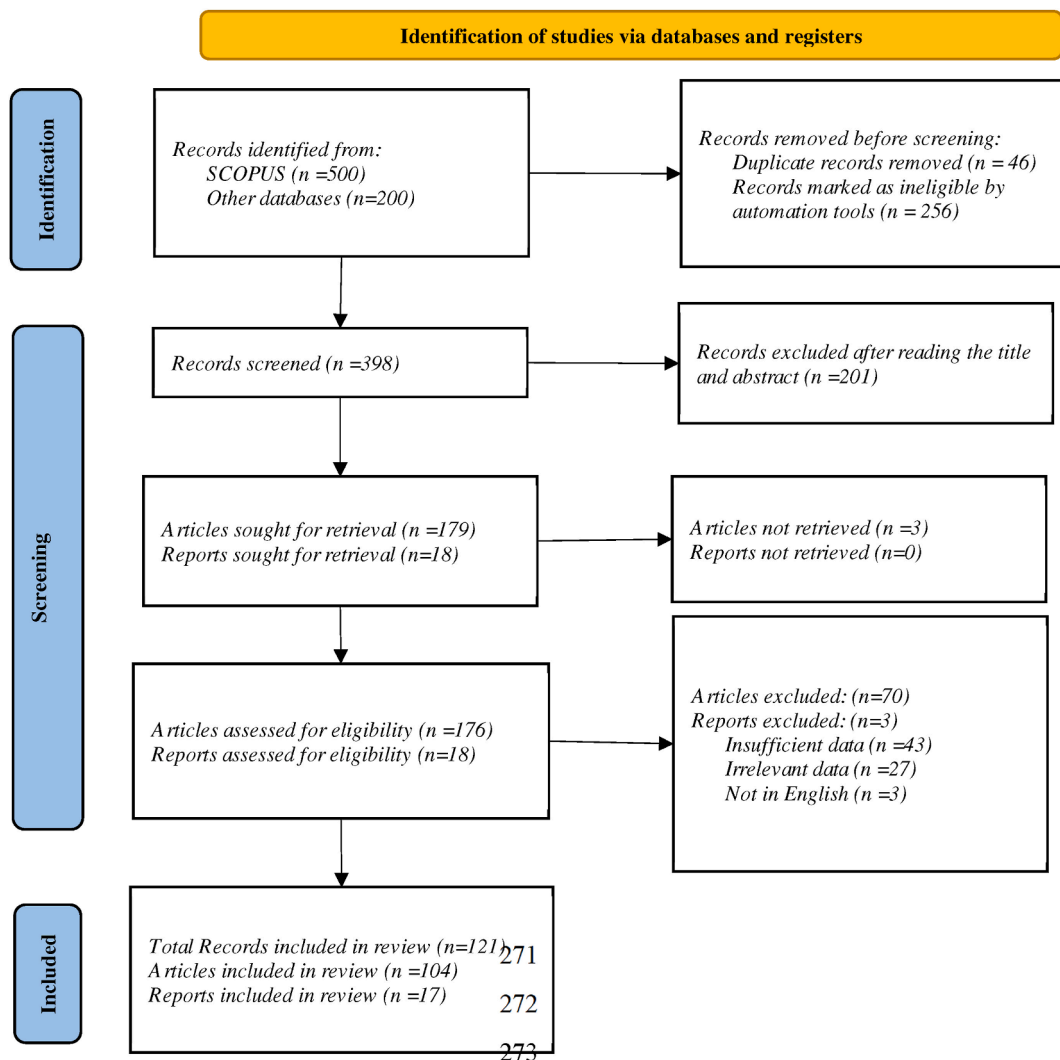 Identification of studies via databases and registers
Identification
Records identified from:
SCOPUS (n =500)
Other databases (n=200)
Records removed before screening:
Duplicate records removed (n = 46)
Records marked as ineligible by
automation tools (n = 256)
Screening
Records screened (n =398)
Records excluded after reading the title
and abstract (n =201)
Articles sought for retrieval (n =179)
Reports sought for retrieval (n=18)
Articles not retrieved (n =3)
Reports not retrieved (n=0)
Articles assessed for eligibility (n =176)
Reports assessed for eligibility (n=18)
Articles excluded: (n=70)
Reports excluded: (n=3)
Insufficient data (n =43)
Irrelevant data (n =27)
Not in English (n =3)
Included
Total Records included in review (n=121)
Articles included in review (n =104)
Reports included in review (n =17)
271
272
273